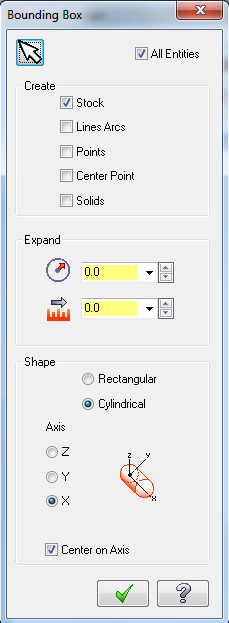 Bounding Box
All Entities
Create
Stock
Lines Arcs
Points
Center Point
Solids
Expand
0.0
0.0
Shape
Rectangular
Cylindrical
Axis
Z
Y
X
z y
x
Center on Axis
?